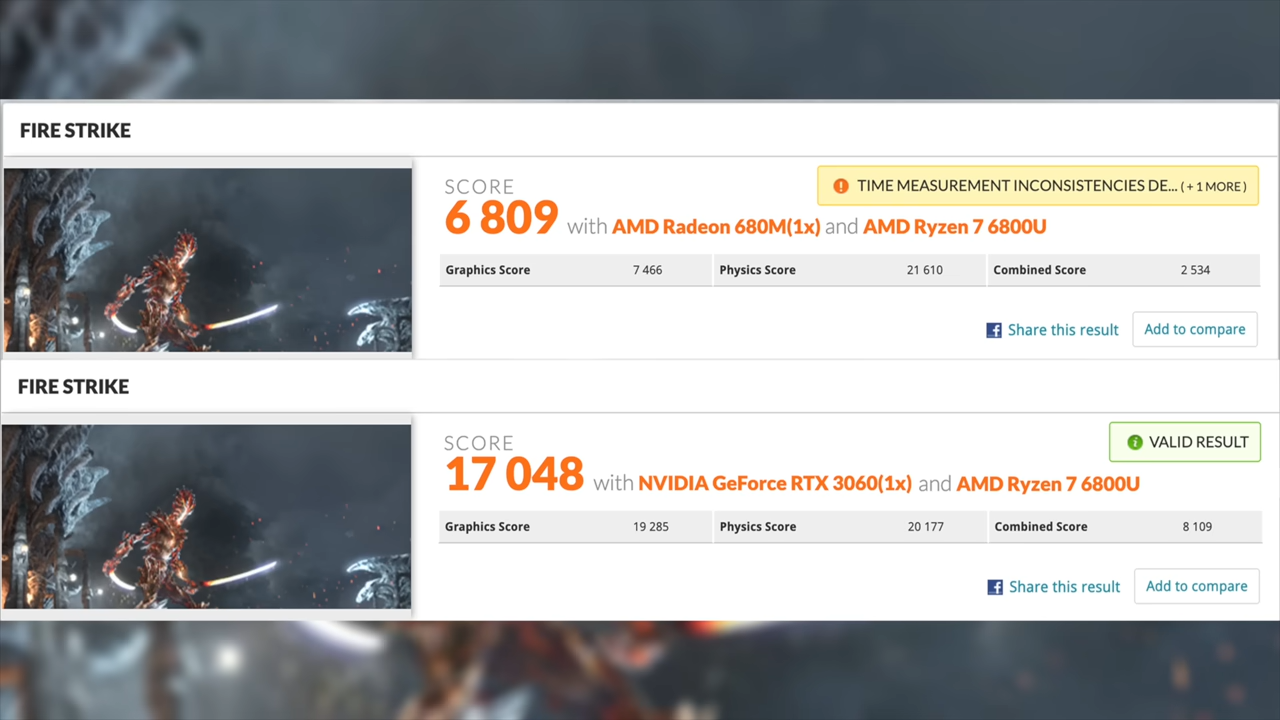 FIRE STRIKE
SCORE
TIME MEASUREMENT INCONSISTENCIES DE... ( + 1 MORE )
6 809 with AMD Radeon 680M(1x) and AMD Ryzen 7 6800U
Graphics Score 7 466 Physics Score 21 610 Combined Score 2 534
Share this result Add to compare
FIRE STRIKE
SCORE
VALID RESULT
17 048 with NVIDIA GeForce RTX 3060(1x) and AMD Ryzen 7 6800U
Graphics Score 19 285 Physics Score 20 177 Combined Score 8 109
Share this result Add to compare